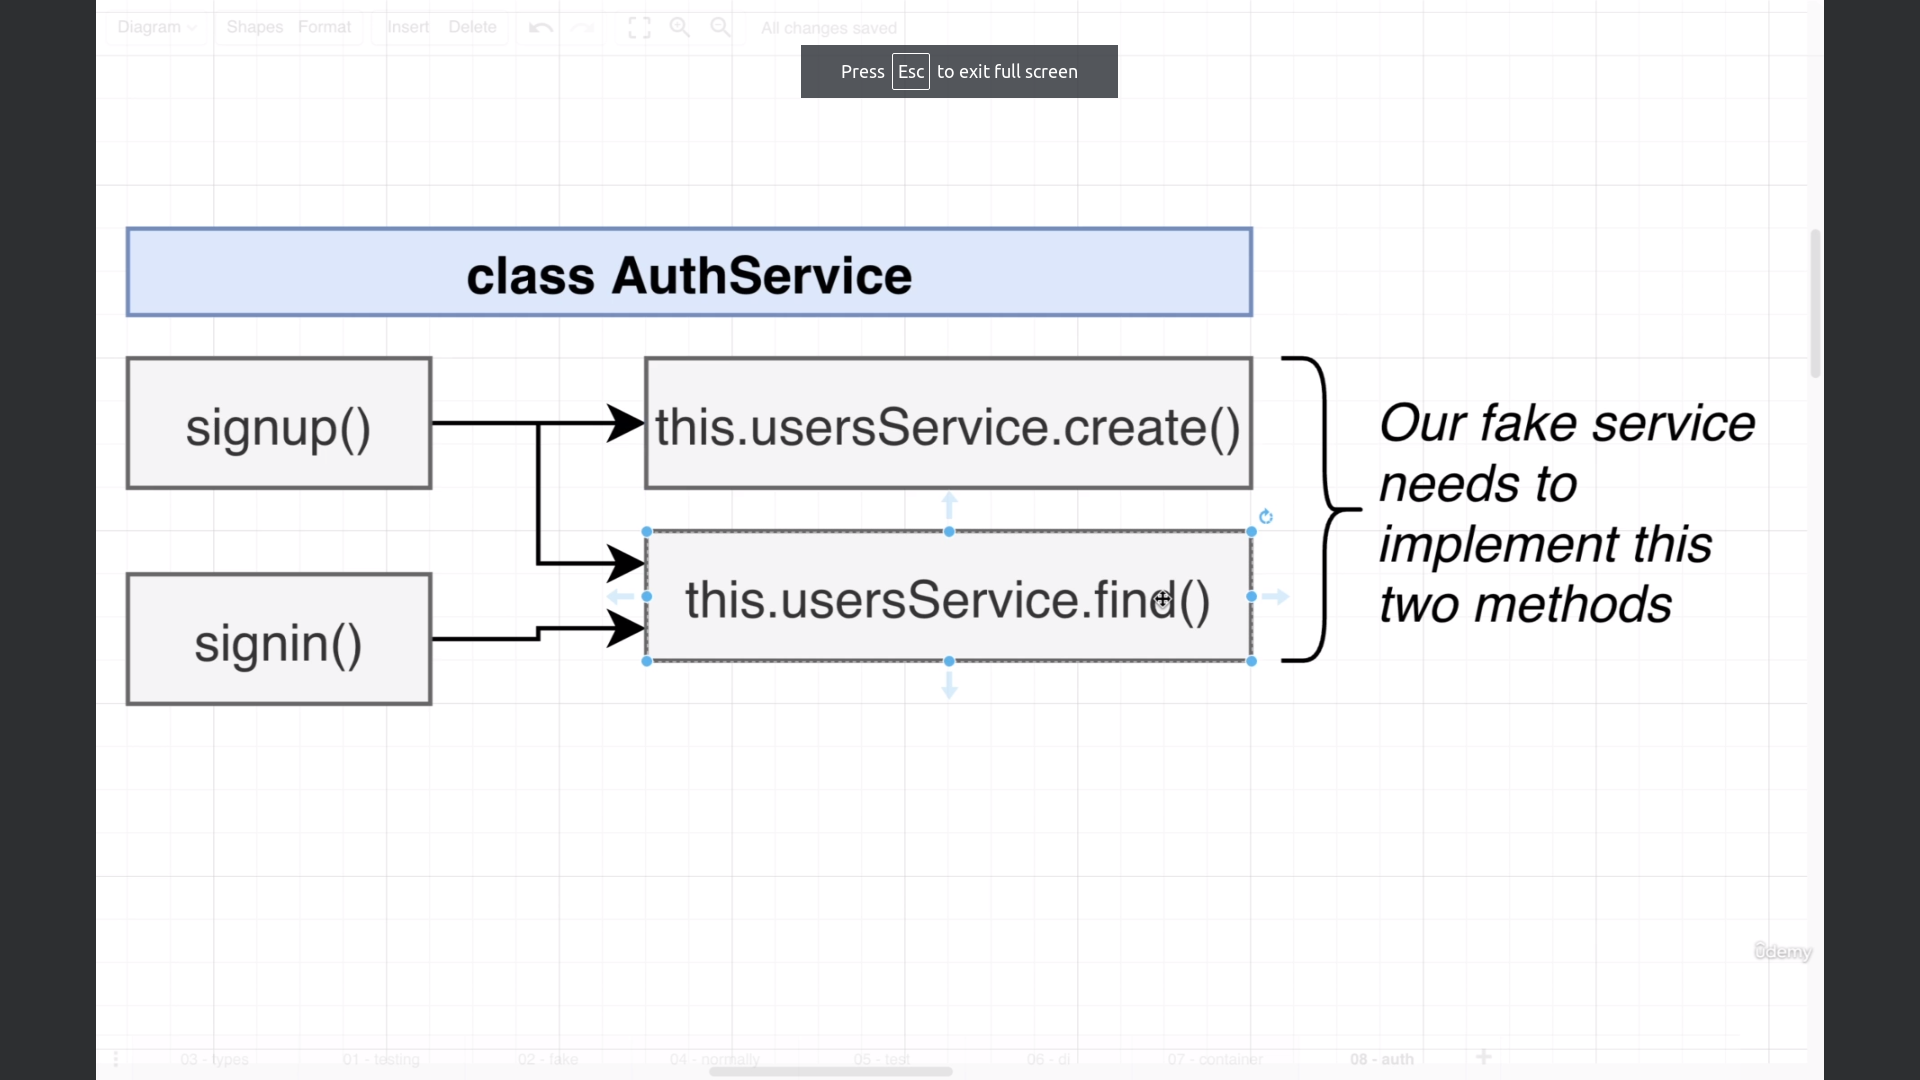 Diagram Shapes Format Insert Delete All changes saved
Press Esc to exit full screen
class AuthService
signup()
this.usersService.create()
this.usersService.find()
signin()
Our fake service
needs to
implement this
two methods
ûdemy
03 - types 01 - testing 02 - fake 04 - normally 05 - test 06 - di 07 - container 08 - auth